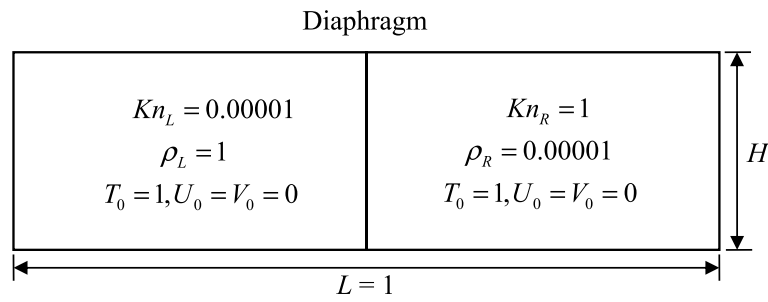 Diaphragm
Kn_L = 0.00001
ρ_L = 1
T_0 = 1, U_0 = V_0 = 0
Kn_R = 1
ρ_R = 0.00001
T_0 = 1, U_0 = V_0 = 0
H
L = 1